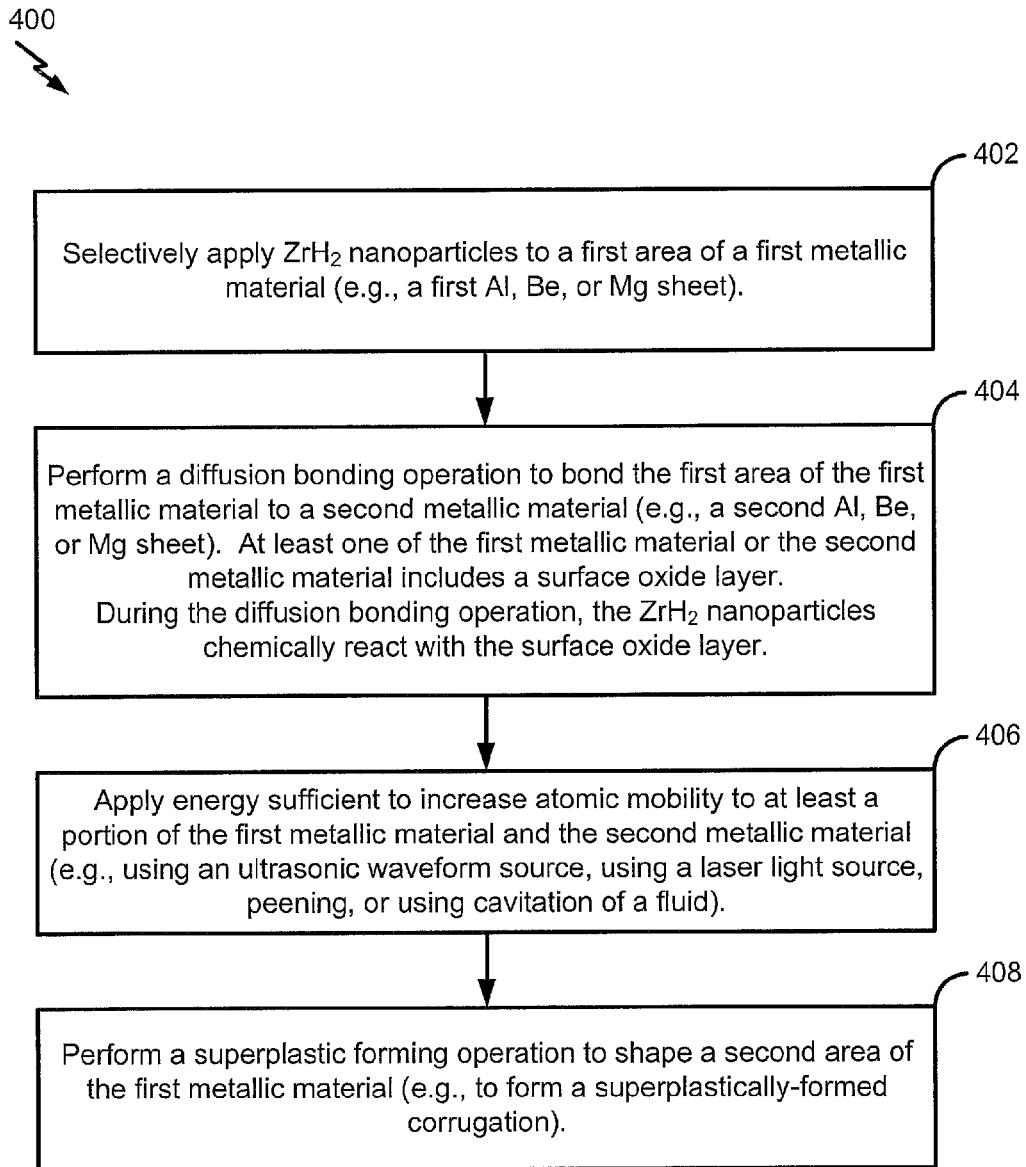 400
402
Selectively apply ZrH₂ nanoparticles to a first area of a first metallic
material (e.g., a first Al, Be, or Mg sheet).
404
Perform a diffusion bonding operation to bond the first area of the first
metallic material to a second metallic material (e.g., a second Al, Be,
or Mg sheet).  At least one of the first metallic material or the second
metallic material includes a surface oxide layer.
During the diffusion bonding operation, the ZrH₂ nanoparticles
chemically react with the surface oxide layer.
406
Apply energy sufficient to increase atomic mobility to at least a
portion of the first metallic material and the second metallic material
(e.g., using an ultrasonic waveform source, using a laser light source,
peening, or using cavitation of a fluid).
408
Perform a superplastic forming operation to shape a second area of
the first metallic material (e.g., to form a superplastically-formed
corrugation).